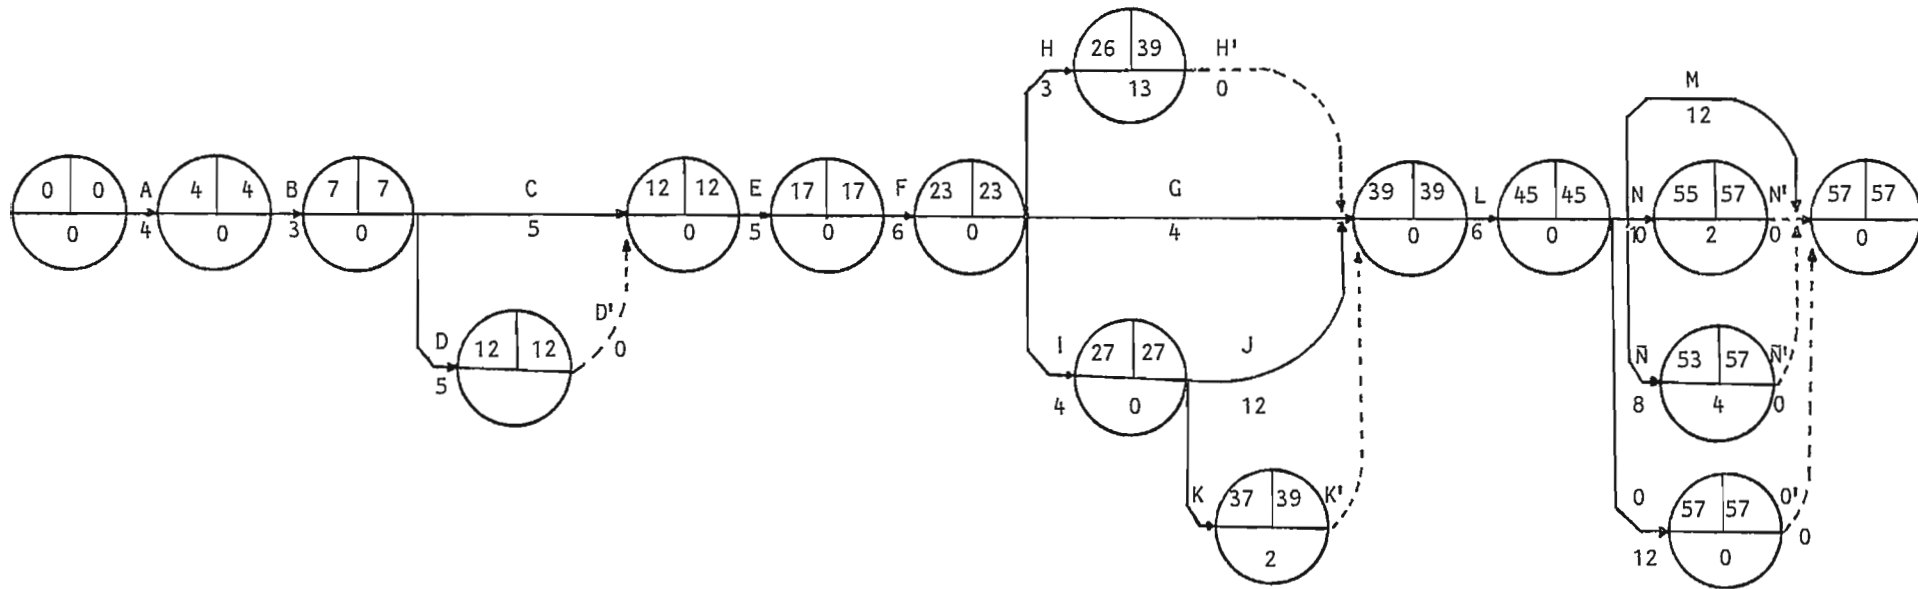 H 26 39 H'
M
3 13 0
12
0 0 A 4 4 B 7 7 C 12 12 E 17 17 F 23 23 G 39 39 L 45 45 N 55 57 N' 57 57
0 4 0 3 0 5 0 5 0 6 0 4 0 6 0 10 2 0 0
D'
D 12 12 0 I 27 27 J N̄ 53 57 N̄'
5 4 0 12 8 4 0
K 37 39 K' O 57 57 O'
2 12 0 0